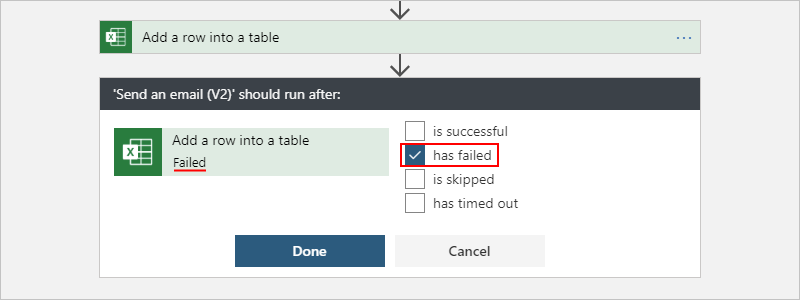 Add a row into a table
...
'Send an email (V2)' should run after:
Add a row into a table
Failed
is successful
has failed
is skipped
has timed out
Done
Cancel